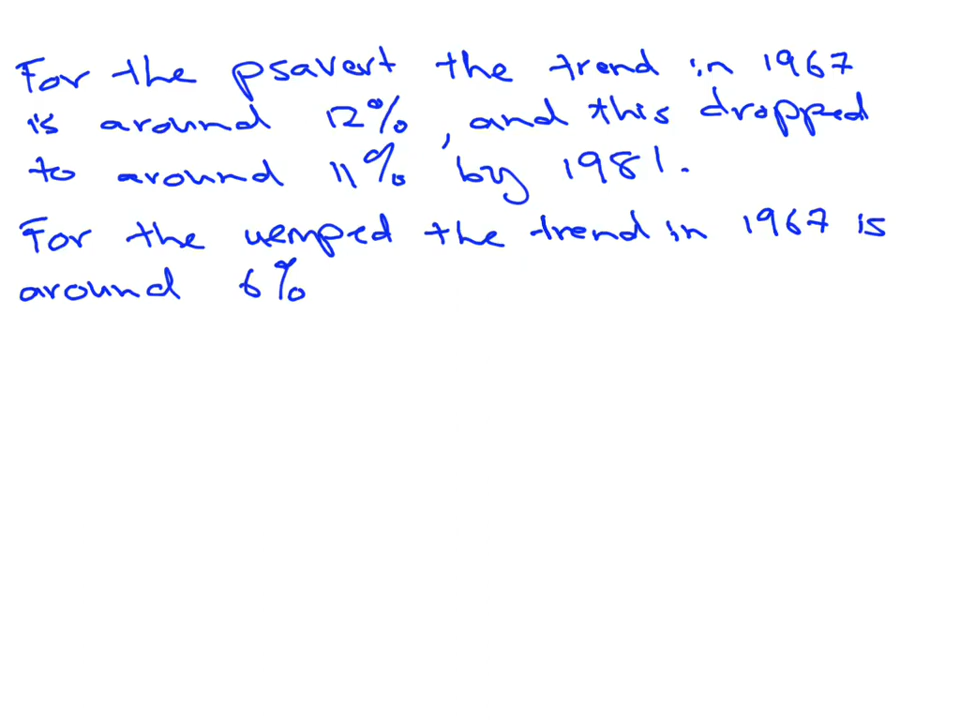 For the psavert the trend in 1967
is around 12%, and this dropped
to around 11% by 1981.
For the uemped the trend in 1967 is
around 6%